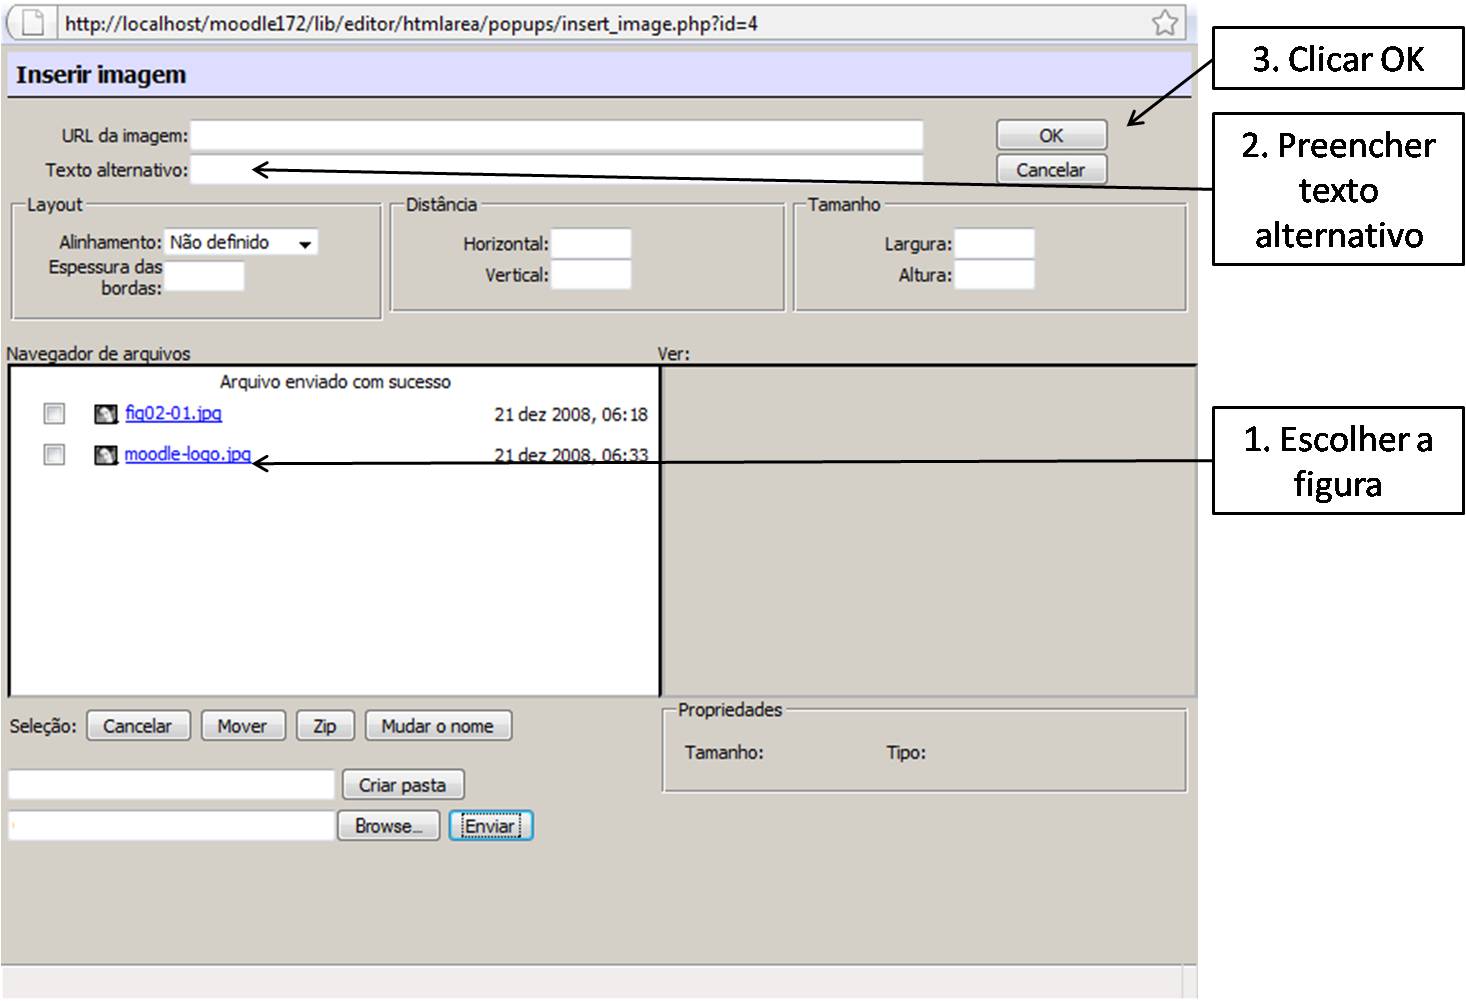 http://localhost/moodle172/lib/editor/htmlarea/popups/insert_image.php?id=4
Inserir imagem
URL da imagem:
OK
Texto alternativo:
Cancelar
Layout
Distância
Tamanho
Alinhamento: Não definido
Horizontal:
Largura:
Espessura das
bordas:
Vertical:
Altura:
Navegador de arquivos
Ver:
Arquivo enviado com sucesso
fig02-01.jpg 21 dez 2008, 06:18
moodle-logo.jpg 21 dez 2008, 06:33
Seleção: Cancelar Mover Zip Mudar o nome
Propriedades
Tamanho: Tipo:
Criar pasta
Browse... Enviar
3. Clicar OK
2. Preencher
texto
alternativo
1. Escolher a
figura